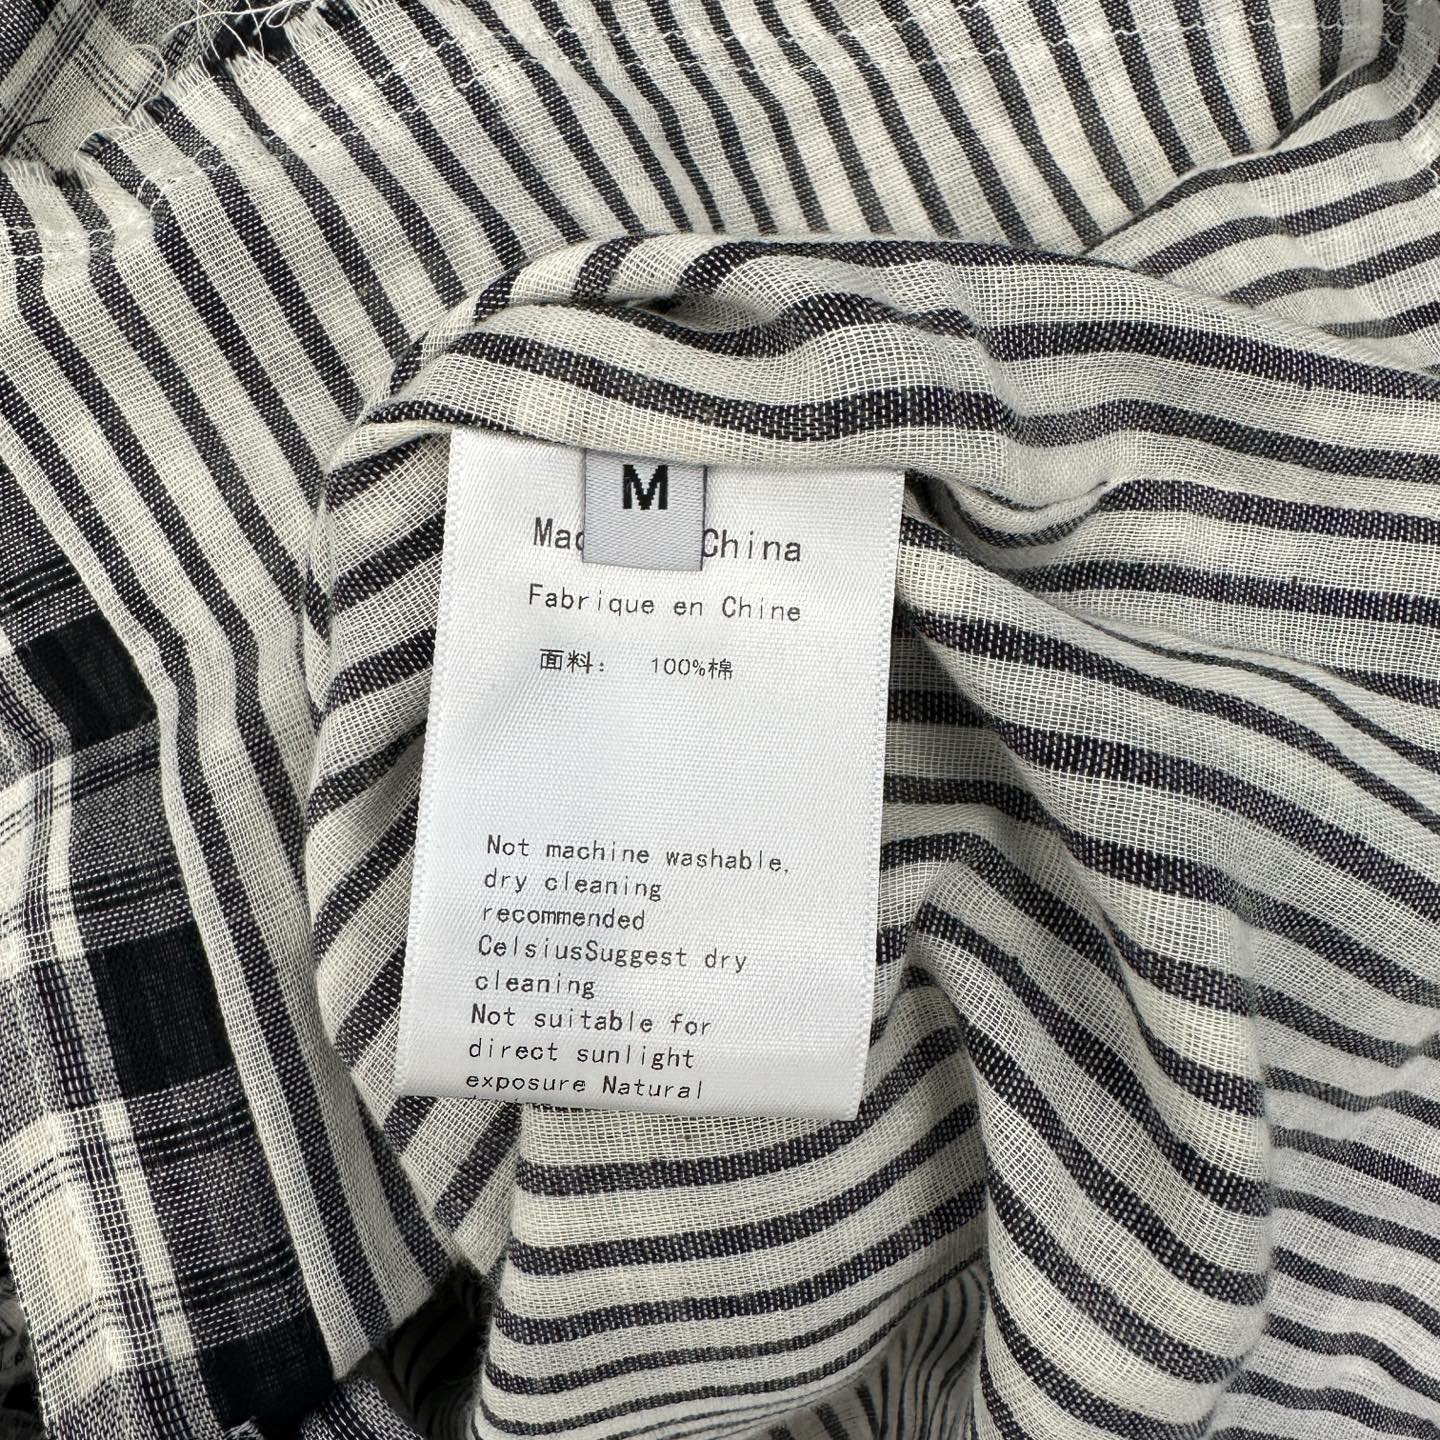 M
China
Fabrique en Chine
面料: 100%棉
Not machine washable,
dry cleaning
recommended
CelsiusSuggest dry
cleaning
Not suitable for
direct sunlight
exposure Natural